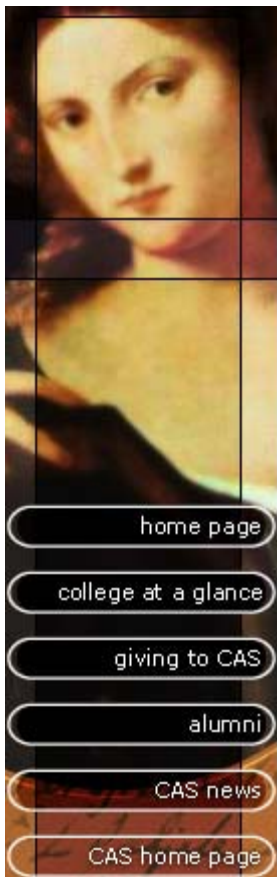 home page
college at a glance
giving to CAS
alumni
CAS news
CAS home page